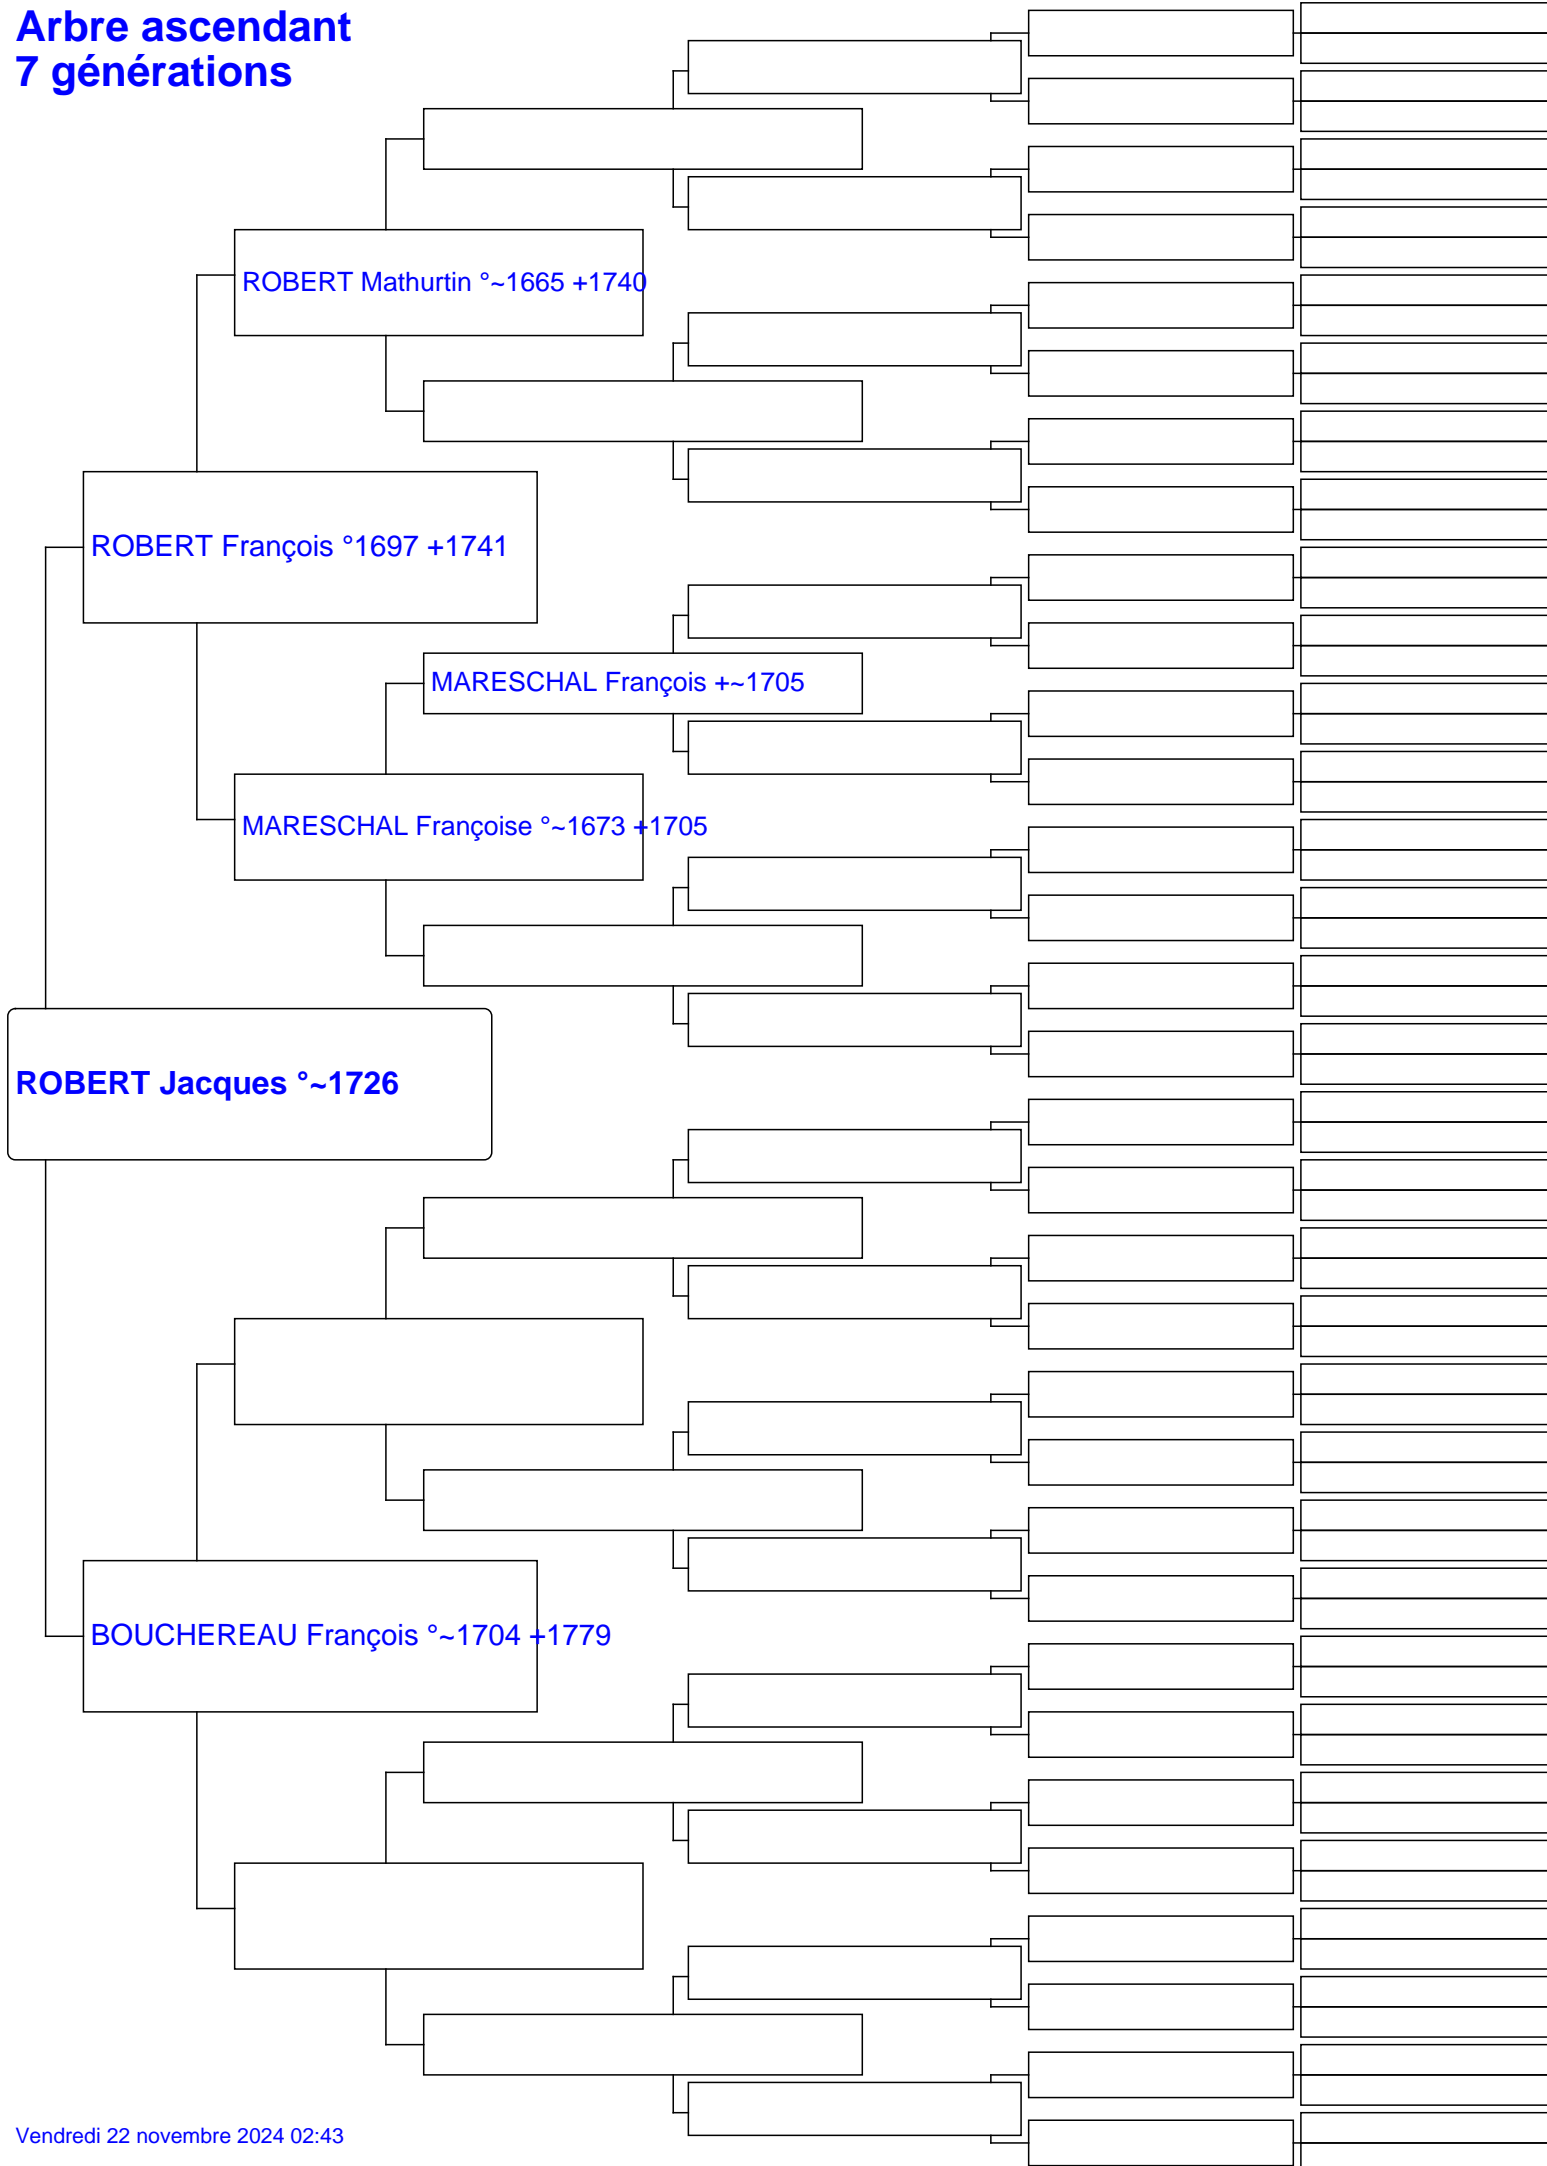 Arbre ascendant
7 générations
ROBERT Mathurtin °~1665 +1740
ROBERT François °1697 +1741
MARESCHAL François +~1705
MARESCHAL Françoise °~1673 +1705
ROBERT Jacques °~1726
BOUCHEREAU François °~1704 +1779
Vendredi 22 novembre 2024 02:43